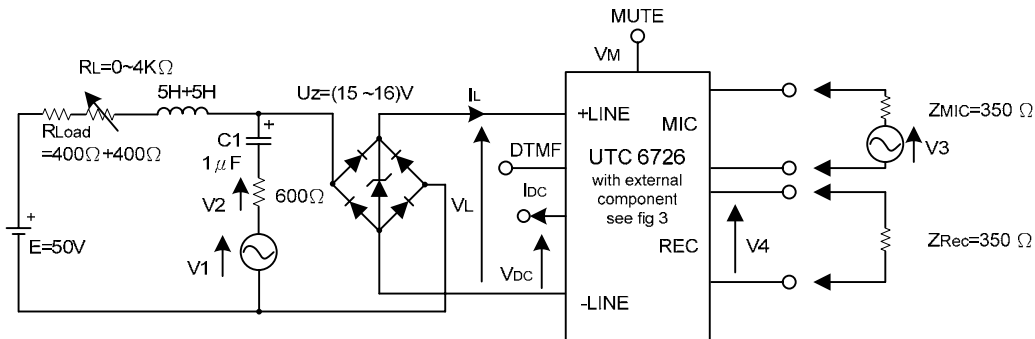 MUTE
VM
RL=0~4KΩ
5H+5H
Uz=(15 ~16)V
IL
RLoad
=400Ω+400Ω
C1
1μF
+
+LINE
MIC
ZMIC=350 Ω
V3
DTMF
UTC 6726
with external
component
see fig 3
IDC
V2
600Ω
VL
+
E=50V
V1
VDC
REC
V4
ZRec=350 Ω
-LINE